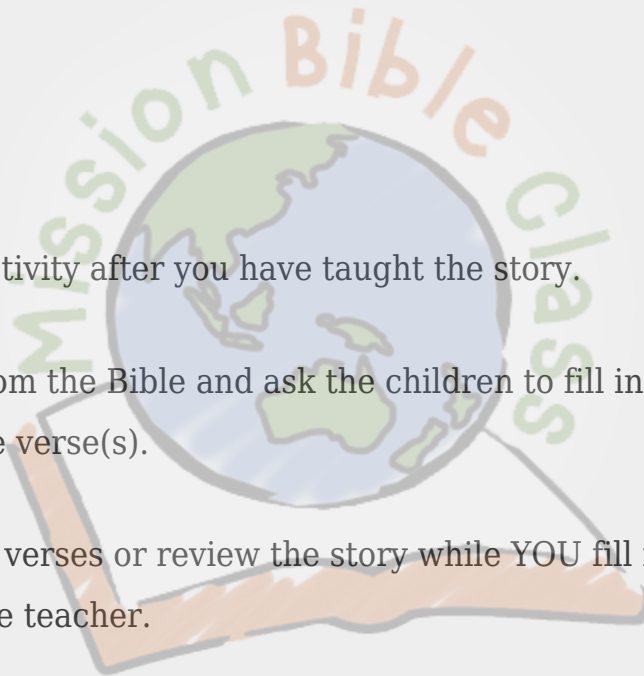 Mission Bible Class
tivity after you have taught the story.
om the Bible and ask the children to fill in
e verse(s).
verses or review the story while YOU fill
e teacher.